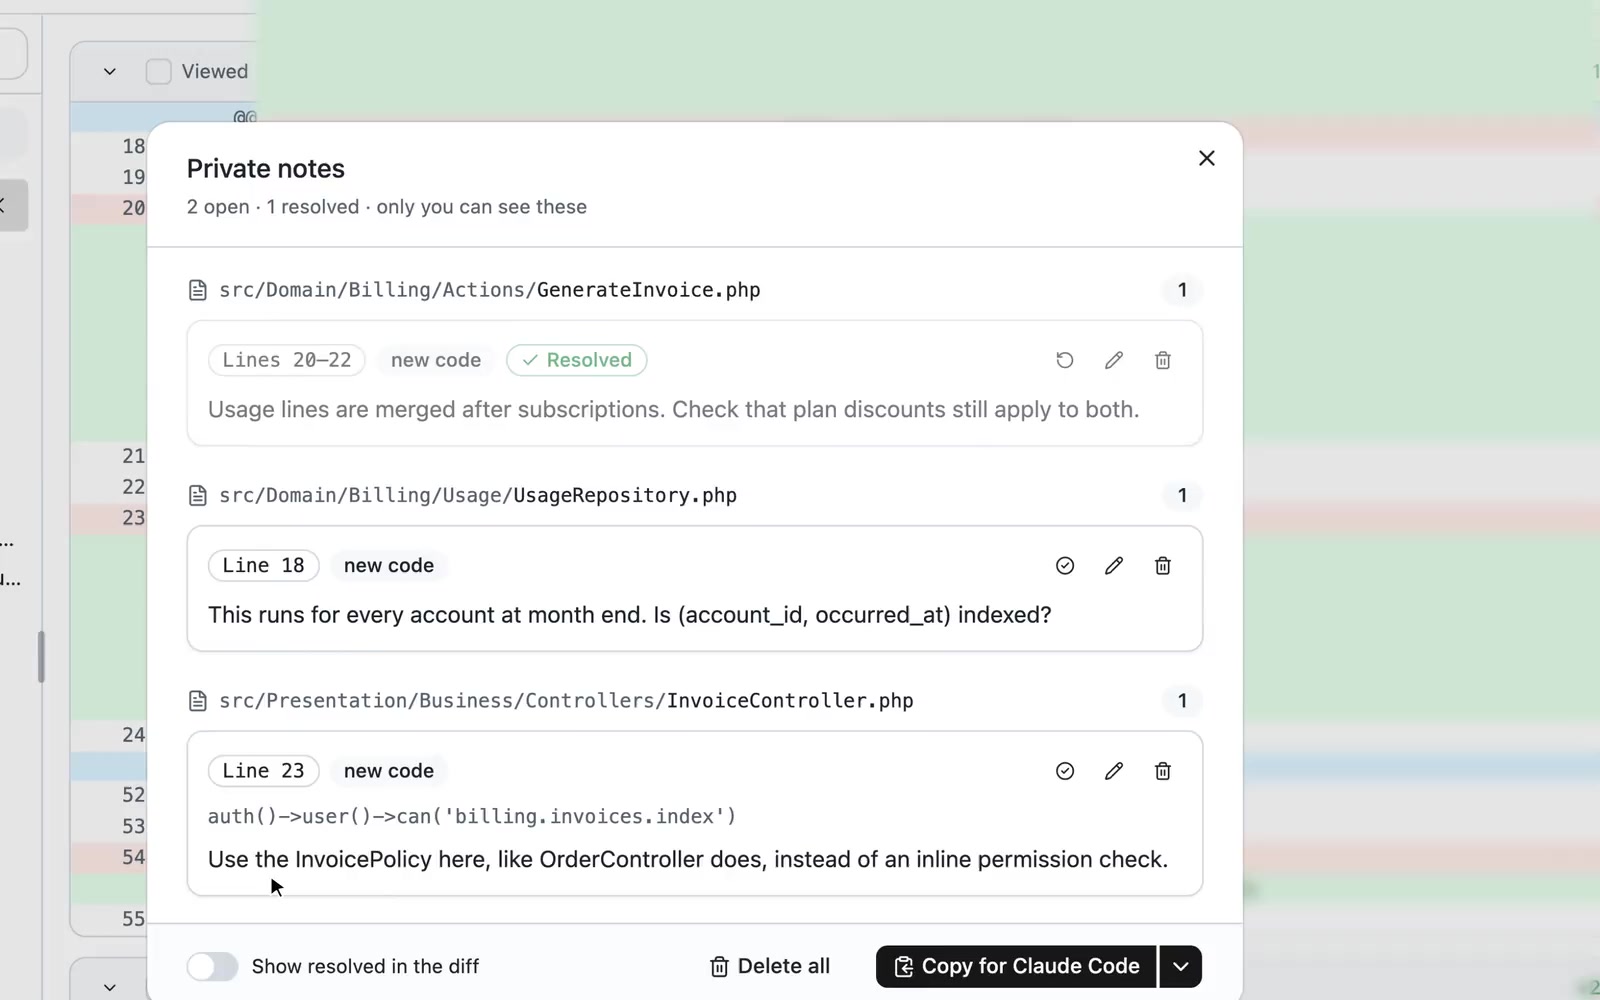 Viewed
@@
18
19
20
Private notes
2 open · 1 resolved · only you can see these
src/Domain/Billing/Actions/GenerateInvoice.php
1
Lines 20–22
new code
Resolved
Usage lines are merged after subscriptions. Check that plan discounts still apply to both.
21
22
23
src/Domain/Billing/Usage/UsageRepository.php
1
Line 18
new code
This runs for every account at month end. Is (account_id, occurred_at) indexed?
src/Presentation/Business/Controllers/InvoiceController.php
1
24
Line 23
new code
52
53
54
55
auth()->user()->can('billing.invoices.index')
Use the InvoicePolicy here, like OrderController does, instead of an inline permission check.
Show resolved in the diff
Delete all
Copy for Claude Code